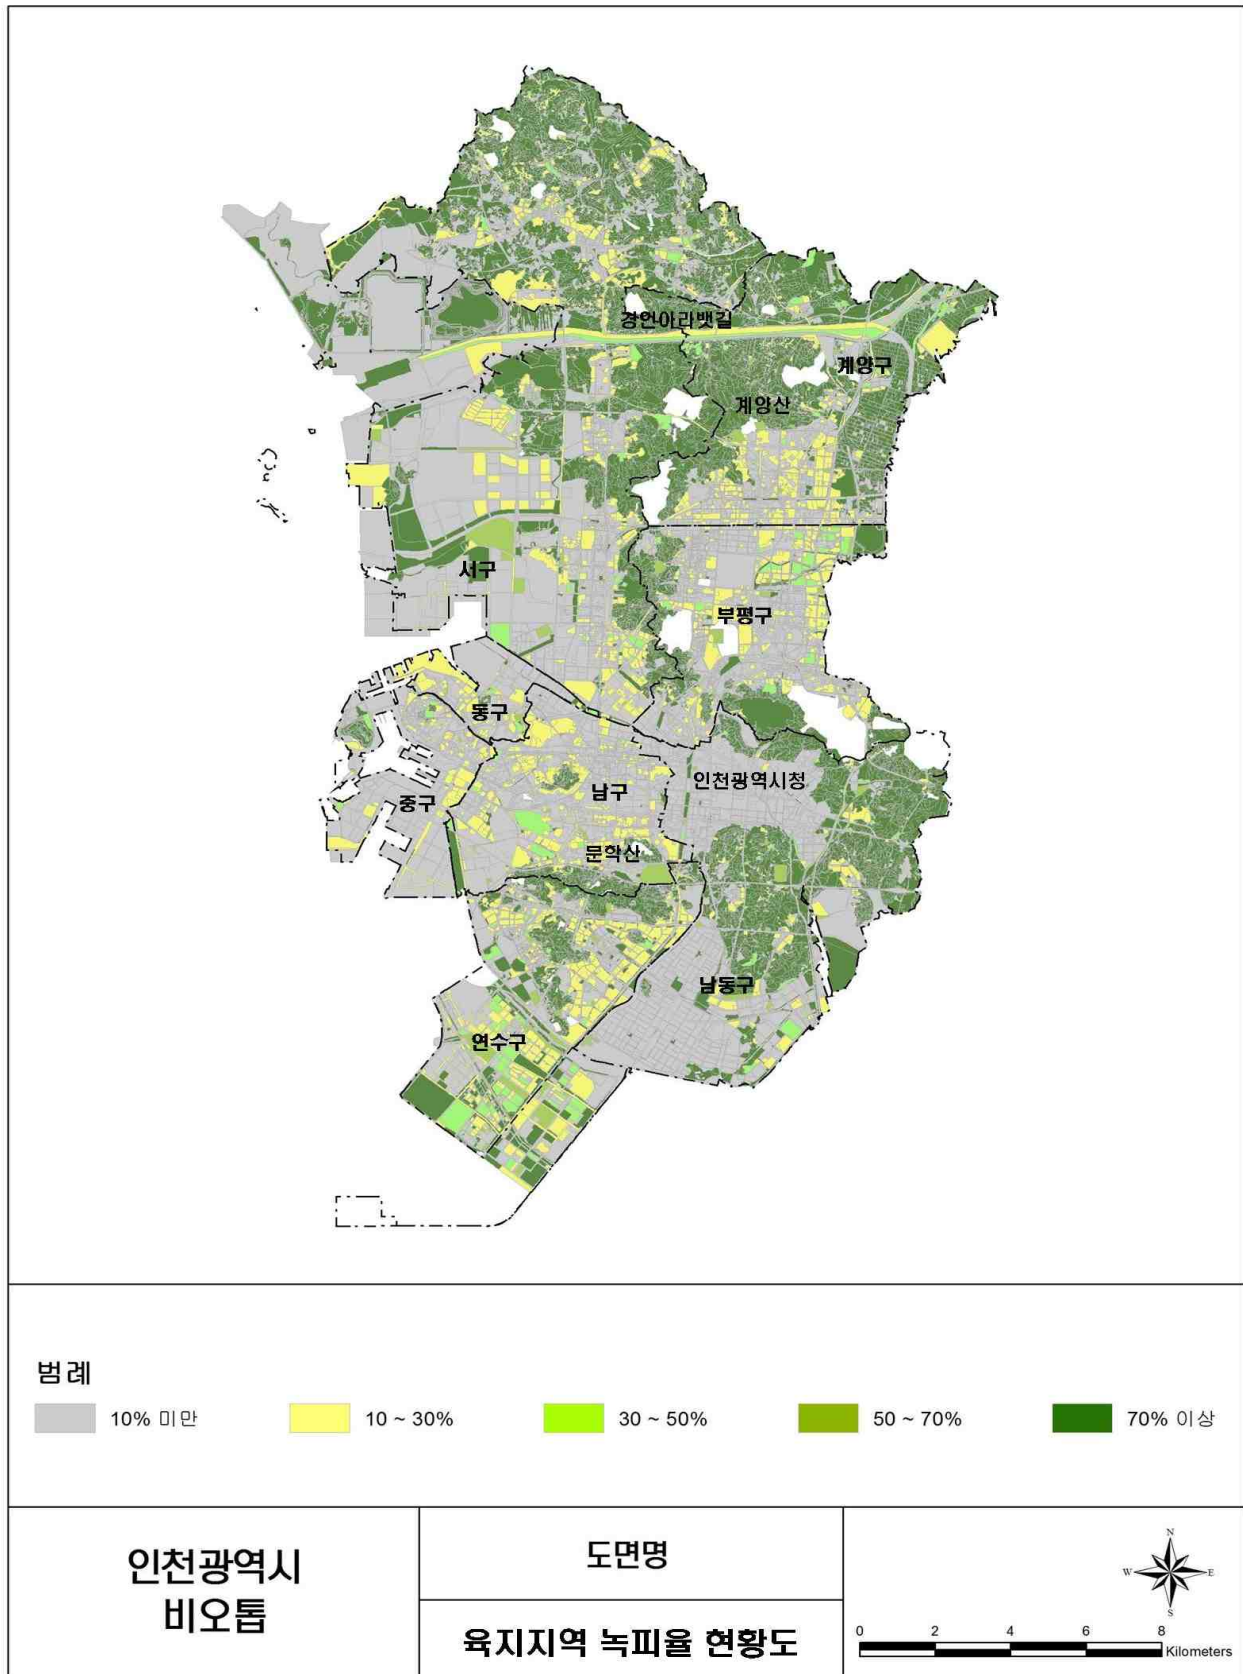 경인아라뱃길
계양구
계양산
서구
부평구
동구
인천광역시청
남구
중구
문학산
남동구
연수구
범례
10% 미만
10 ~ 30%
30 ~ 50%
50 ~ 70%
70% 이상
인천광역시
비오톱
도면명
육지지역 녹피율 현황도
N
W
E
S
0 2 4 6 8
Kilometers